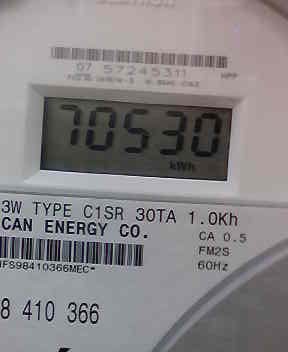 07 57245311
70530
kWh
3W TYPE C1SR 30TA 1.0Kh
CAN ENERGY CO.
CA 0.5
FM2S
60Hz
8 410 366